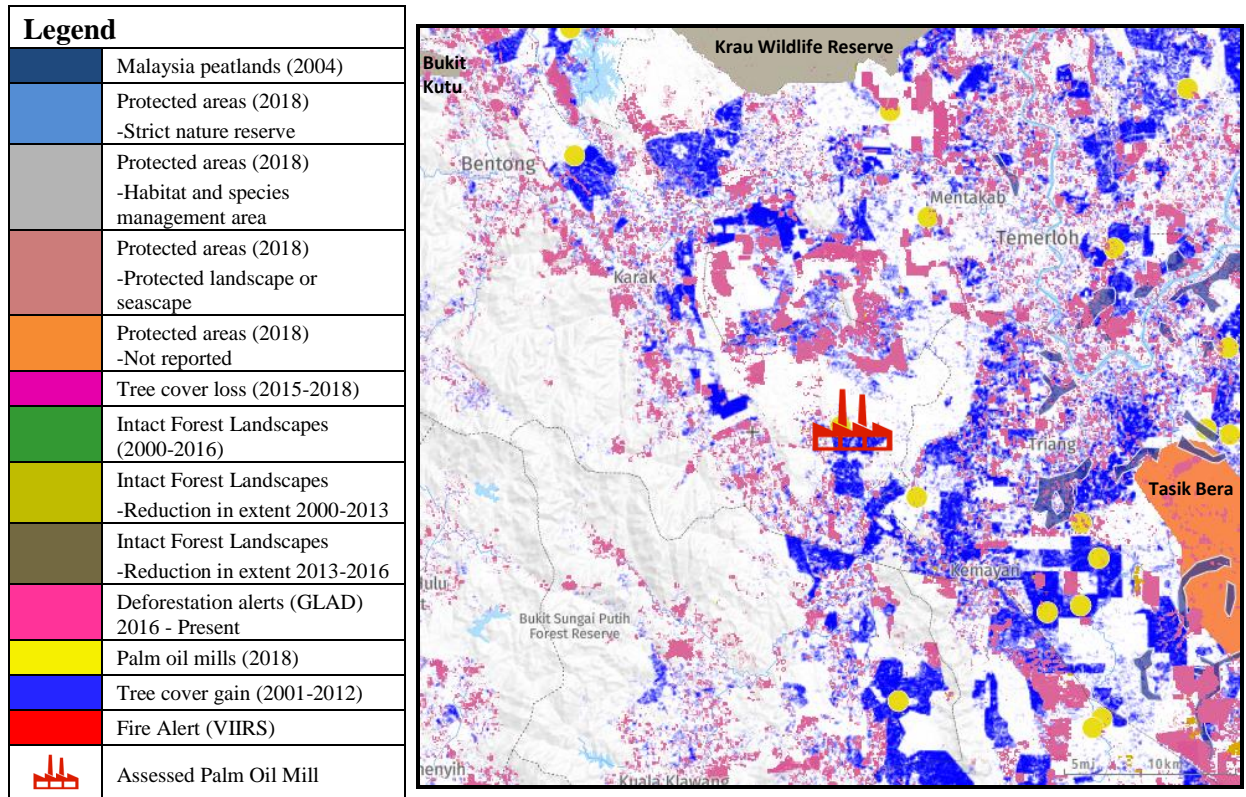 Legend
Malaysia peatlands (2004)
Protected areas (2018)
-Strict nature reserve
Protected areas (2018)
-Habitat and species
management area
Protected areas (2018)
-Protected landscape or
seascape
Protected areas (2018)
-Not reported
Tree cover loss (2015-2018)
Intact Forest Landscapes
(2000-2016)
Intact Forest Landscapes
-Reduction in extent 2000-2013
Intact Forest Landscapes
-Reduction in extent 2013-2016
Deforestation alerts (GLAD)
2016 - Present
Palm oil mills (2018)
Tree cover gain (2001-2012)
Fire Alert (VIIRS)
Assessed Palm Oil Mill
Krau Wildlife Reserve
Bukit
Kutu
Bentong
Mentakab
Temerloh
Karak
Triang
Tasik Bera
Kemayan
ulu
t
Bukit Sungai Putih
Forest Reserve
enyih
Kuala Klawang
5mi
10km